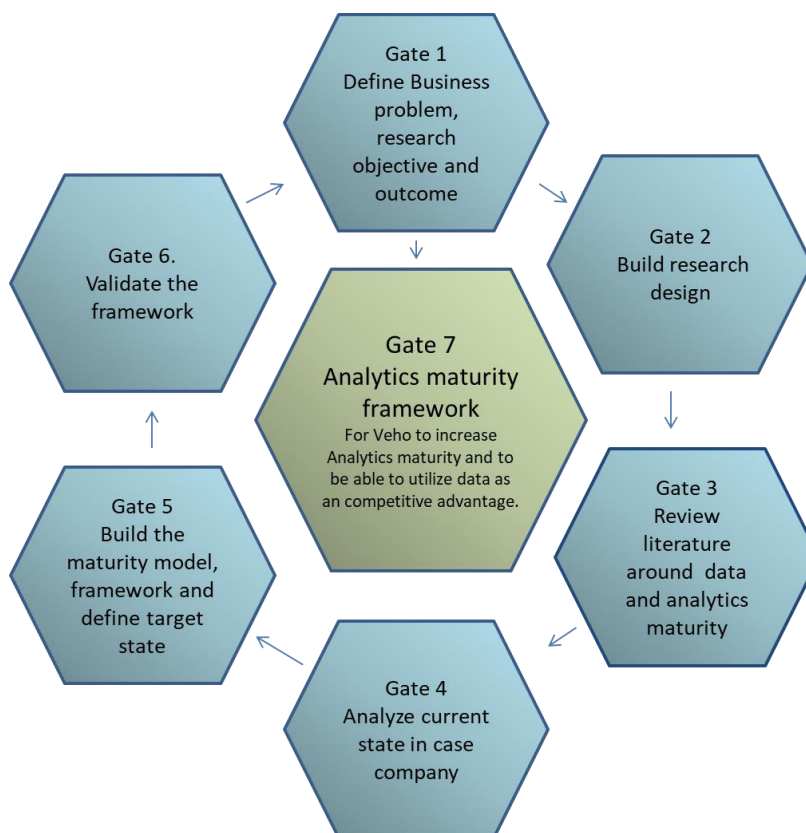 Gate 1
Define Business
problem,
research
objective and
outcome
Gate 2
Build research
design
Gate 3
Review
literature
around data
and analytics
maturity
Gate 4
Analyze current
state in case
company
Gate 5
Build the
maturity model,
framework and
define target
state
Gate 6.
Validate the
framework
Gate 7
Analytics maturity
framework
For Veho to increase
Analytics maturity and to
be able to utilize data as
an competitive advantage.